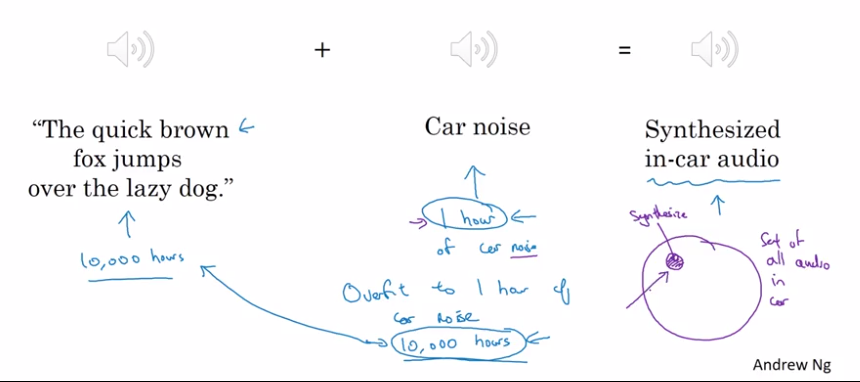 +
=
“The quick brown
fox jumps
over the lazy dog.”
10,000 hours
Car noise
1 hour
of car noise
Overfit to 1 hour of
car noise
10,000 hours
Synthesized
in-car audio
Synthesize
Set of
all audio
in
car
Andrew Ng